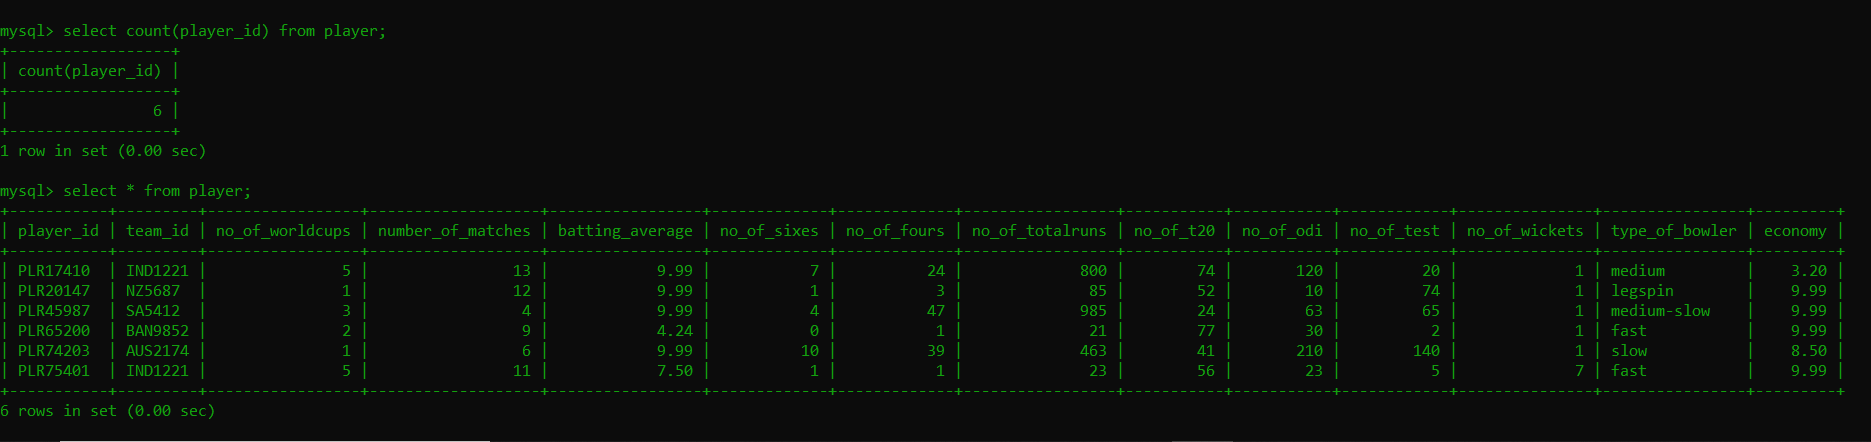 mysql> select count(player_id) from player;
+------------------+
| count(player_id) |
+------------------+
|                6 |
+------------------+
1 row in set (0.00 sec)

mysql> select * from player;
+-----------+---------+-----------------+-------------------+-----------------+-------------+-------------+------------------+-----------+-----------+------------+---------------+----------------+---------+
| player_id | team_id | no_of_worldcups | number_of_matches | batting_average | no_of_sixes | no_of_fours | no_of_totalruns | no_of_t20 | no_of_odi | no_of_test | no_of_wickets | type_of_bowler | economy |
+-----------+---------+-----------------+-------------------+-----------------+-------------+-------------+------------------+-----------+-----------+------------+---------------+----------------+---------+
| PLR17410  | IND1221 |               5 |                13 |            9.99 |           7 |          24 |             800 |        74 |       120 |         20 |             1 | medium         |    3.20 |
| PLR20147  | NZ5687  |               1 |                12 |            9.99 |           1 |           3 |              85 |        52 |        10 |         74 |             1 | legspin        |    9.99 |
| PLR45987  | SA5412  |               3 |                 4 |            9.99 |           4 |          47 |             985 |        24 |        63 |         65 |             1 | medium-slow    |    9.99 |
| PLR65200  | BAN9852 |               2 |                 9 |            4.24 |           0 |           1 |              21 |        77 |        30 |          2 |             1 | fast           |    9.99 |
| PLR74203  | AUS2174 |               1 |                 6 |            9.99 |          10 |          39 |             463 |        41 |       210 |        140 |             1 | slow           |    8.50 |
| PLR75401  | IND1221 |               5 |                11 |            7.50 |           1 |           1 |              23 |        56 |        23 |          5 |             7 | fast           |    9.99 |
+-----------+---------+-----------------+-------------------+-----------------+-------------+-------------+------------------+-----------+-----------+------------+---------------+----------------+---------+
6 rows in set (0.00 sec)